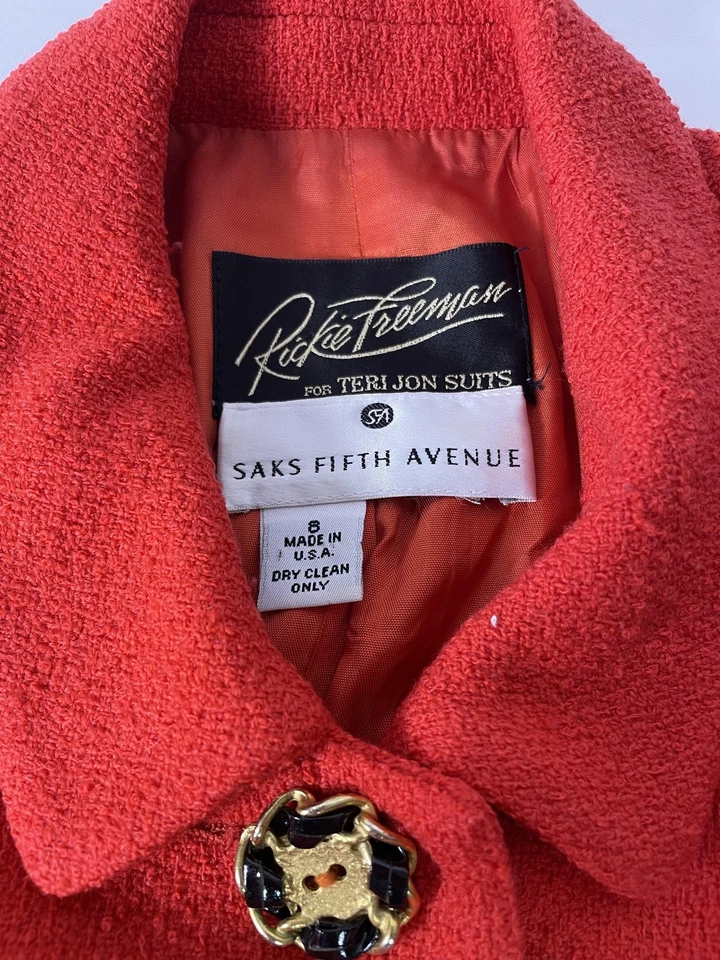 Rickie Freeman
FOR TERI JON SUITS
SFA
SAKS FIFTH AVENUE
8
MADE IN
U.S.A.
DRY CLEAN
ONLY